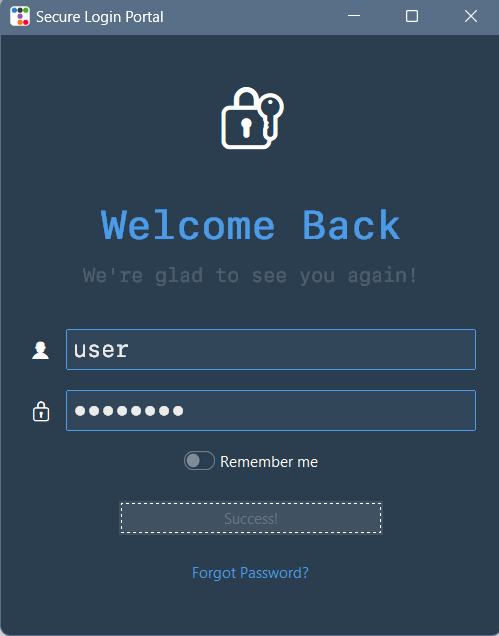 Secure Login Portal
Welcome Back
We're glad to see you again!
user
●●●●●●●●
Remember me
Success!
Forgot Password?